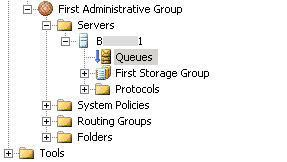 First Administrative Group
Servers
B 1
Queues
First Storage Group
Protocols
System Policies
Routing Groups
Folders
Tools